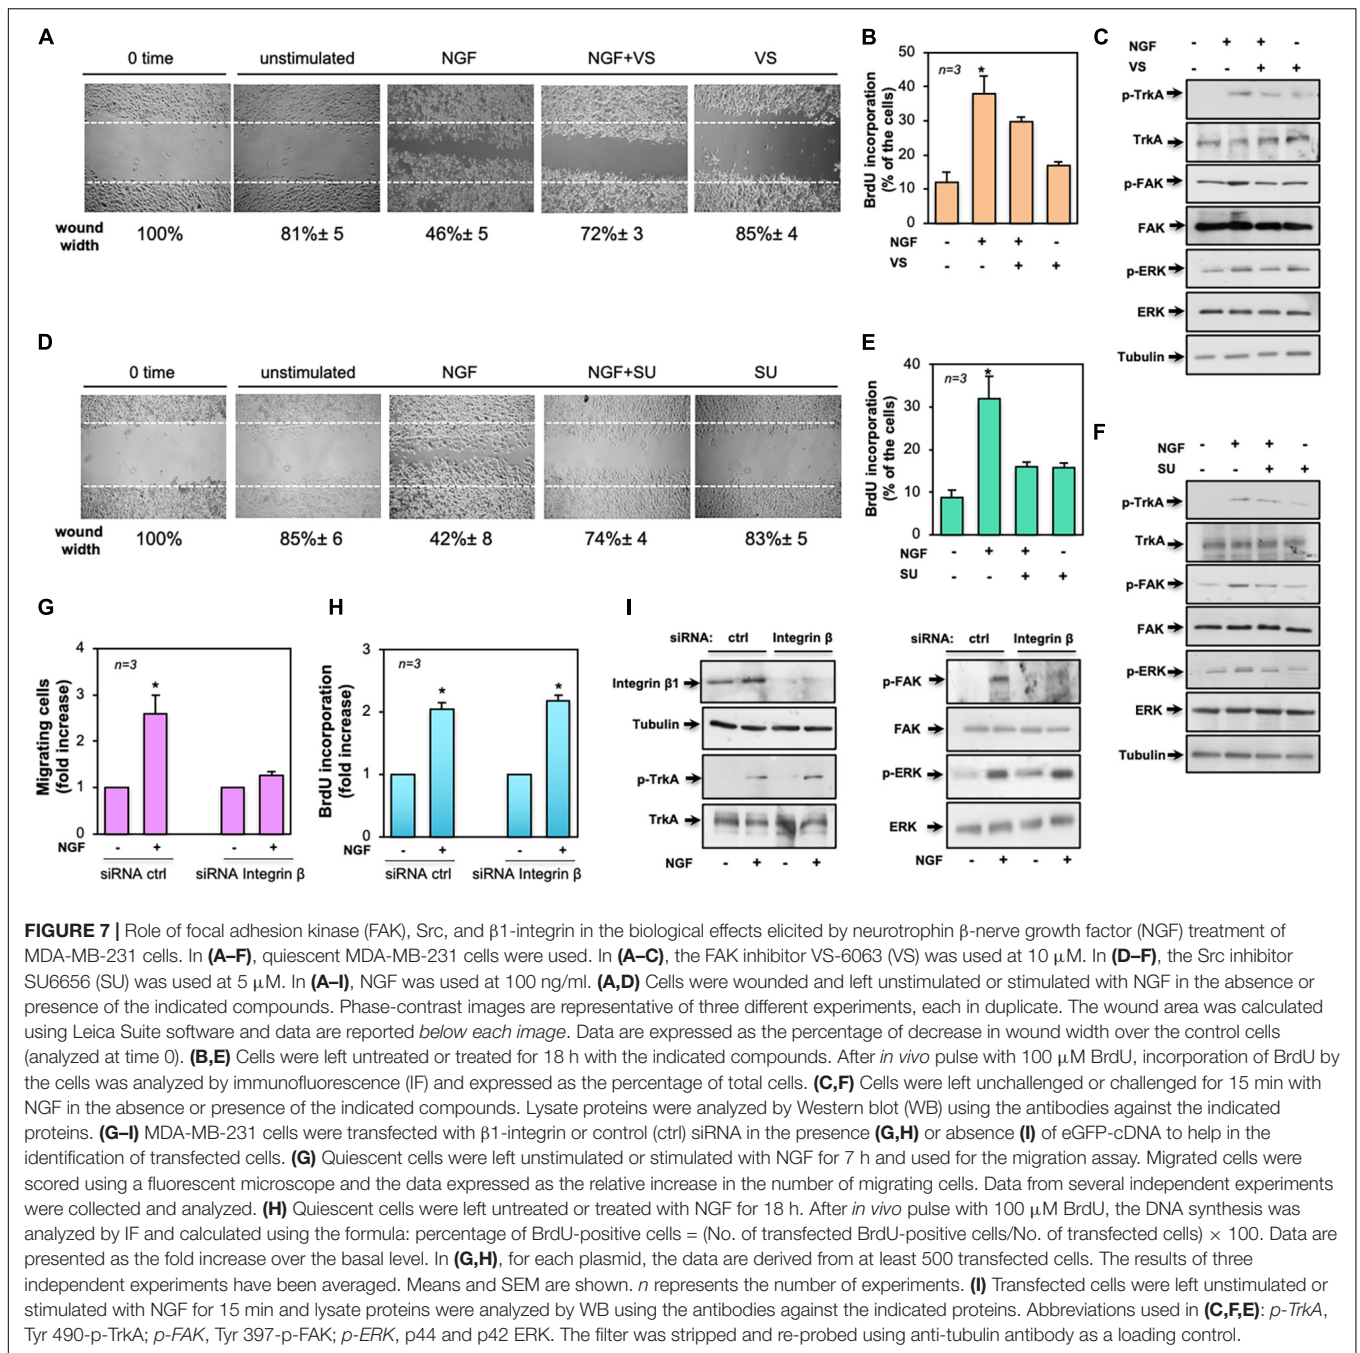 A
0 time unstimulated NGF NGF+VS VS
wound width 100% 81%± 5 46%± 5 72%± 3 85%± 4
B
BrdU incorporation
(% of the cells)
50
40
30
20
10
0
n=3
*
NGF - + + -
VS - - + +
C
NGF - + + -
VS - - + +
p-TrkA
TrkA
p-FAK
FAK
p-ERK
ERK
Tubulin
D
0 time unstimulated NGF NGF+SU SU
wound width 100% 85%± 6 42%± 8 74%± 4 83%± 5
E
BrdU incorporation
(% of the cells)
40
30
20
10
0
n=3
*
NGF - + + -
SU - - + +
F
NGF - + + -
SU - - + +
p-TrkA
TrkA
p-FAK
FAK
p-ERK
ERK
Tubulin
G
Migrating cells
(fold increase)
4
3
2
1
0
n=3
*
NGF - + - +
siRNA ctrl siRNA Integrin β
H
BrdU incorporation
(fold increase)
3
2
1
0
n=3
* *
NGF - + - +
siRNA ctrl siRNA Integrin β
I
siRNA: ctrl Integrin β
Integrin β1
Tubulin
p-TrkA
TrkA
NGF - + - +
siRNA: ctrl Integrin β
p-FAK
FAK
p-ERK
ERK
NGF - + - +
FIGURE 7 | Role of focal adhesion kinase (FAK), Src, and β1-integrin in the biological effects elicited by neurotrophin β-nerve growth factor (NGF) treatment of
MDA-MB-231 cells. In (A–F), quiescent MDA-MB-231 cells were used. In (A–C), the FAK inhibitor VS-6063 (VS) was used at 10 μM. In (D–F), the Src inhibitor
SU6656 (SU) was used at 5 μM. In (A–I), NGF was used at 100 ng/ml. (A,D) Cells were wounded and left unstimulated or stimulated with NGF in the absence or
presence of the indicated compounds. Phase-contrast images are representative of three different experiments, each in duplicate. The wound area was calculated
using Leica Suite software and data are reported below each image. Data are expressed as the percentage of decrease in wound width over the control cells
(analyzed at time 0). (B,E) Cells were left untreated or treated for 18 h with the indicated compounds. After in vivo pulse with 100 μM BrdU, incorporation of BrdU by
the cells was analyzed by immunofluorescence (IF) and expressed as the percentage of total cells. (C,F) Cells were left unchallenged or challenged for 15 min with
NGF in the absence or presence of the indicated compounds. Lysate proteins were analyzed by Western blot (WB) using the antibodies against the indicated
proteins. (G–I) MDA-MB-231 cells were transfected with β1-integrin or control (ctrl) siRNA in the presence (G,H) or absence (I) of eGFP-cDNA to help in the
identification of transfected cells. (G) Quiescent cells were left unstimulated or stimulated with NGF for 7 h and used for the migration assay. Migrated cells were
scored using a fluorescent microscope and the data expressed as the relative increase in the number of migrating cells. Data from several independent experiments
were collected and analyzed. (H) Quiescent cells were left untreated or treated with NGF for 18 h. After in vivo pulse with 100 μM BrdU, the DNA synthesis was
analyzed by IF and calculated using the formula: percentage of BrdU-positive cells = (No. of transfected BrdU-positive cells/No. of transfected cells) × 100. Data are
presented as the fold increase over the basal level. In (G,H), for each plasmid, the data are derived from at least 500 transfected cells. The results of three
independent experiments have been averaged. Means and SEM are shown. n represents the number of experiments. (I) Transfected cells were left unstimulated or
stimulated with NGF for 15 min and lysate proteins were analyzed by WB using the antibodies against the indicated proteins. Abbreviations used in (C,F,E): p-TrkA,
Tyr 490-p-TrkA; p-FAK, Tyr 397-p-FAK; p-ERK, p44 and p42 ERK. The filter was stripped and re-probed using anti-tubulin antibody as a loading control.